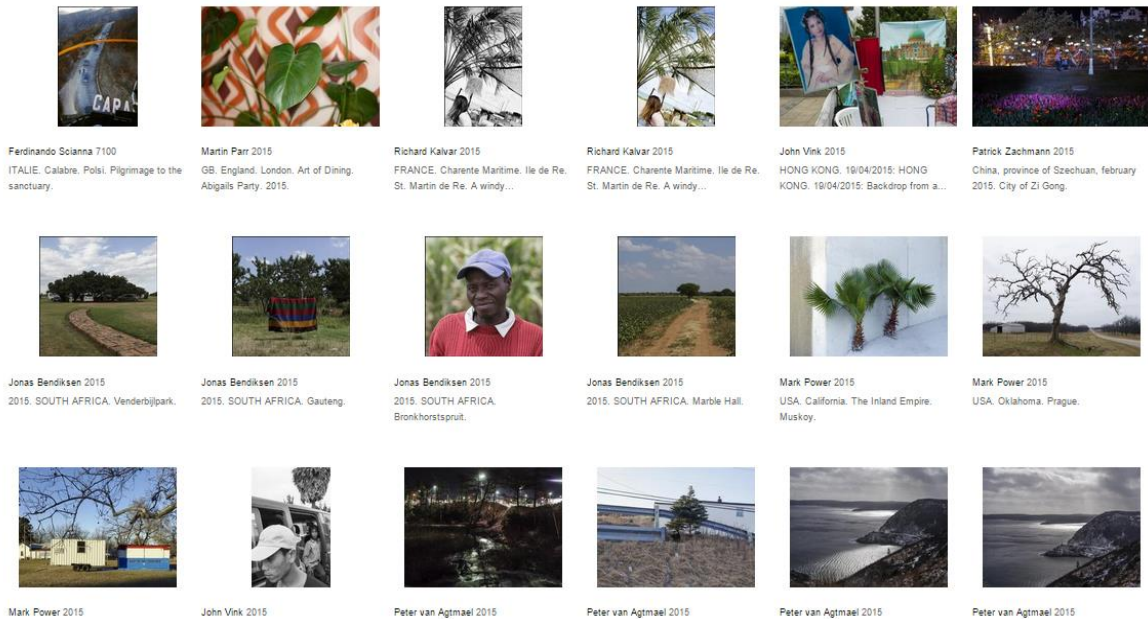 CAPA
Ferdinando Scianna 7100
ITALIE. Calabre. Polsi. Pilgrimage to the
sanctuary.
Martin Parr 2015
GB. England. London. Art of Dining.
Abigails Party. 2015.
Richard Kalvar 2015
FRANCE. Charente Maritime. Ile de Re.
St. Martin de Re. A windy...
Richard Kalvar 2015
FRANCE. Charente Maritime. Ile de Re.
St. Martin de Re. A windy...
John Vink 2015
HONG KONG. 19/04/2015: HONG
KONG. 19/04/2015: Backdrop from a...
Patrick Zachmann 2015
China, province of Szechuan, february
2015. City of Zi Gong.
Jonas Bendiksen 2015
2015. SOUTH AFRICA. Venderbijlpark.
Jonas Bendiksen 2015
2015. SOUTH AFRICA. Gauteng.
Jonas Bendiksen 2015
2015. SOUTH AFRICA.
Bronkhorstspruit.
Jonas Bendiksen 2015
2015. SOUTH AFRICA. Marble Hall.
Mark Power 2015
USA. California. The Inland Empire.
Muskoy.
Mark Power 2015
USA. Oklahoma. Prague.
Mark Power 2015
John Vink 2015
Peter van Agtmael 2015
Peter van Agtmael 2015
Peter van Agtmael 2015
Peter van Agtmael 2015